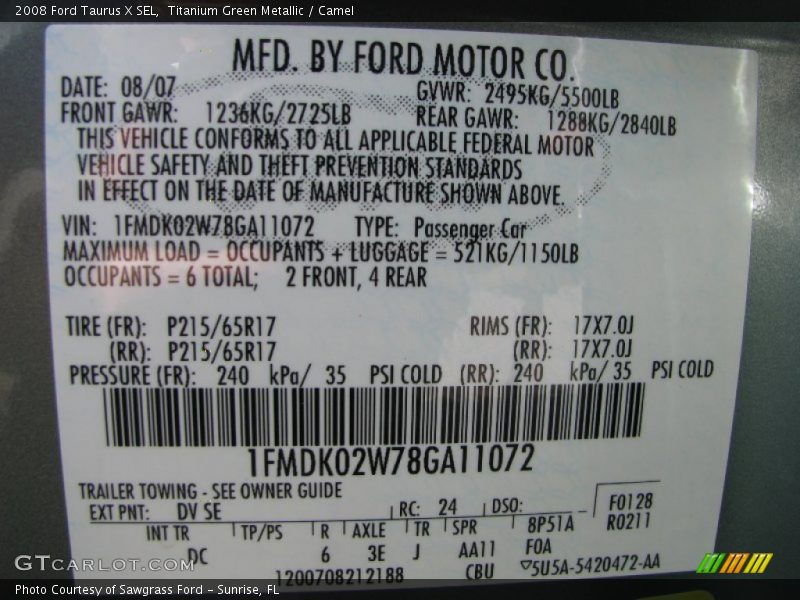 2008 Ford Taurus X SEL,  Titanium Green Metallic / Camel
MFD. BY FORD MOTOR CO.
DATE: 08/07 GVWR: 2495KG/5500LB
FRONT GAWR: 1236KG/2725LB REAR GAWR: 1288KG/2840LB
THIS VEHICLE CONFORMS TO ALL APPLICABLE FEDERAL MOTOR
VEHICLE SAFETY AND THEFT PREVENTION STANDARDS
IN EFFECT ON THE DATE OF MANUFACTURE SHOWN ABOVE.
VIN: 1FMDK02W78GA11072 TYPE: Passenger Car
MAXIMUM LOAD = OCCUPANTS + LUGGAGE = 521KG/1150LB
OCCUPANTS = 6 TOTAL; 2 FRONT, 4 REAR
TIRE (FR): P215/65R17 RIMS (FR): 17X7.0J
(RR): P215/65R17 (RR): 17X7.0J
PRESSURE (FR): 240 kPa/ 35 PSI COLD (RR): 240 kPa/ 35 PSI COLD
1FMDK02W78GA11072
TRAILER TOWING - SEE OWNER GUIDE
EXT PNT: DV SE RC: 24 DSO: F0128
INT TR TP/PS R AXLE TR SPR 8P51A R0211
DC 6 3E J AA11 F0A
1200708212188 CBU ▽5U5A-5420472-AA
GTCARLOT.COM
Photo Courtesy of Sawgrass Ford – Sunrise, FL